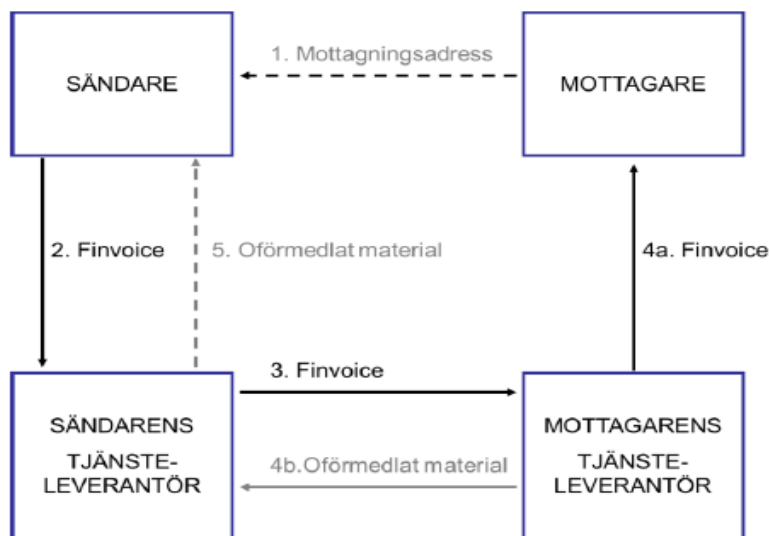 1. Mottagningsadress
SÄNDARE
MOTTAGARE
2. Finvoice
5. Oförmedlat material
4a. Finvoice
3. Finvoice
SÄNDARENS
TJÄNSTE-
LEVERANTÖR
4b.Oförmedlat material
MOTTAGARENS
TJÄNSTE-
LEVERANTÖR